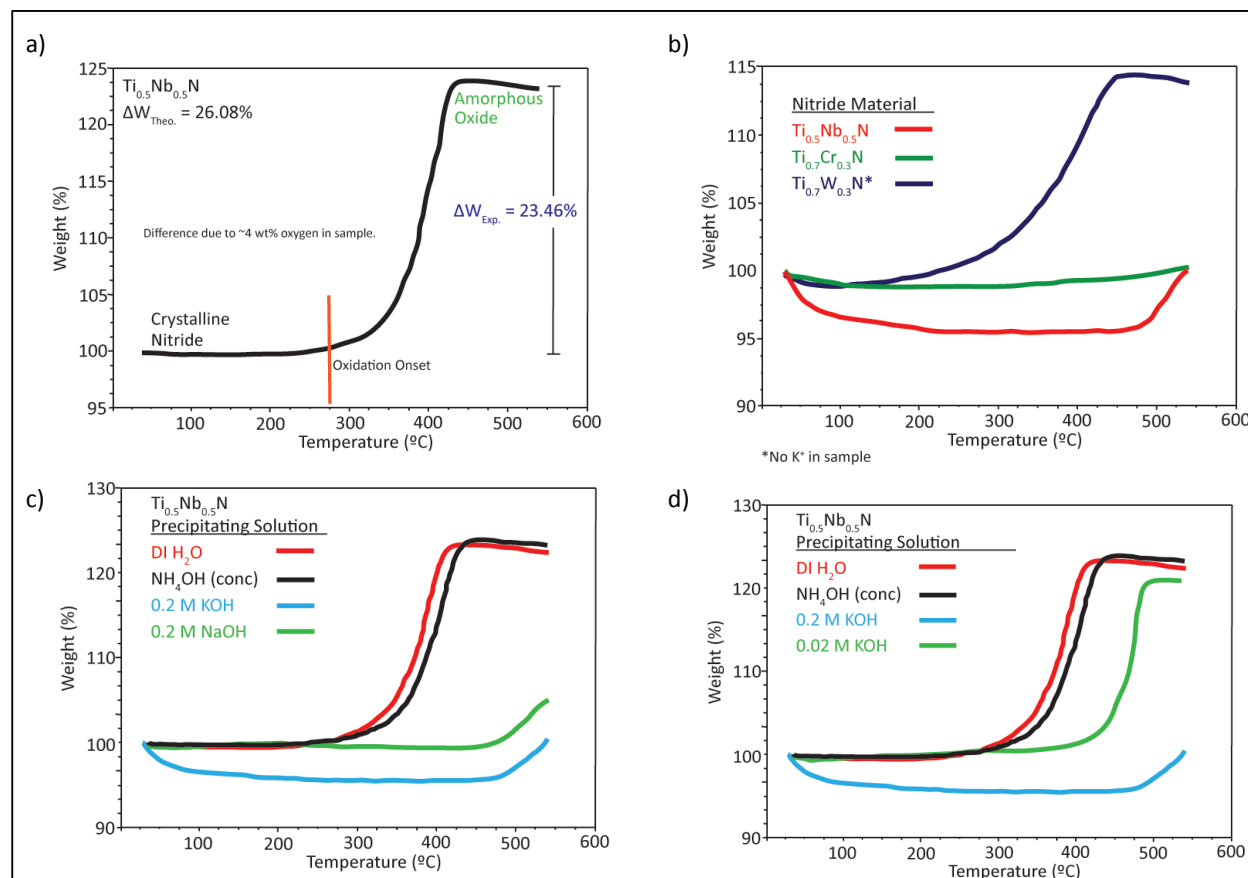 a)
Ti0.5Nb0.5N
ΔWTheo. = 26.08%
Amorphous
Oxide
ΔWExp. = 23.46%
Difference due to ~4 wt% oxygen in sample.
Crystalline
Nitride
Oxidation Onset
Weight (%)
125
120
115
110
105
100
95
100 200 300 400 500 600
Temperature (ºC)
b)
Nitride Material
Ti0.5Nb0.5N
Ti0.7Cr0.3N
Ti0.7W0.3N*
Weight (%)
115
110
105
100
95
90
100 200 300 400 500 600
Temperature (ºC)
*No K+ in sample
c)
Ti0.5Nb0.5N
Precipitating Solution
DI H2O
NH4OH (conc)
0.2 M KOH
0.2 M NaOH
Weight (%)
130
120
110
100
90
100 200 300 400 500 600
Temperature (ºC)
d)
Ti0.5Nb0.5N
Precipitating Solution
DI H2O
NH4OH (conc)
0.2 M KOH
0.02 M KOH
Weight (%)
130
120
110
100
90
100 200 300 400 500 600
Temperature (ºC)